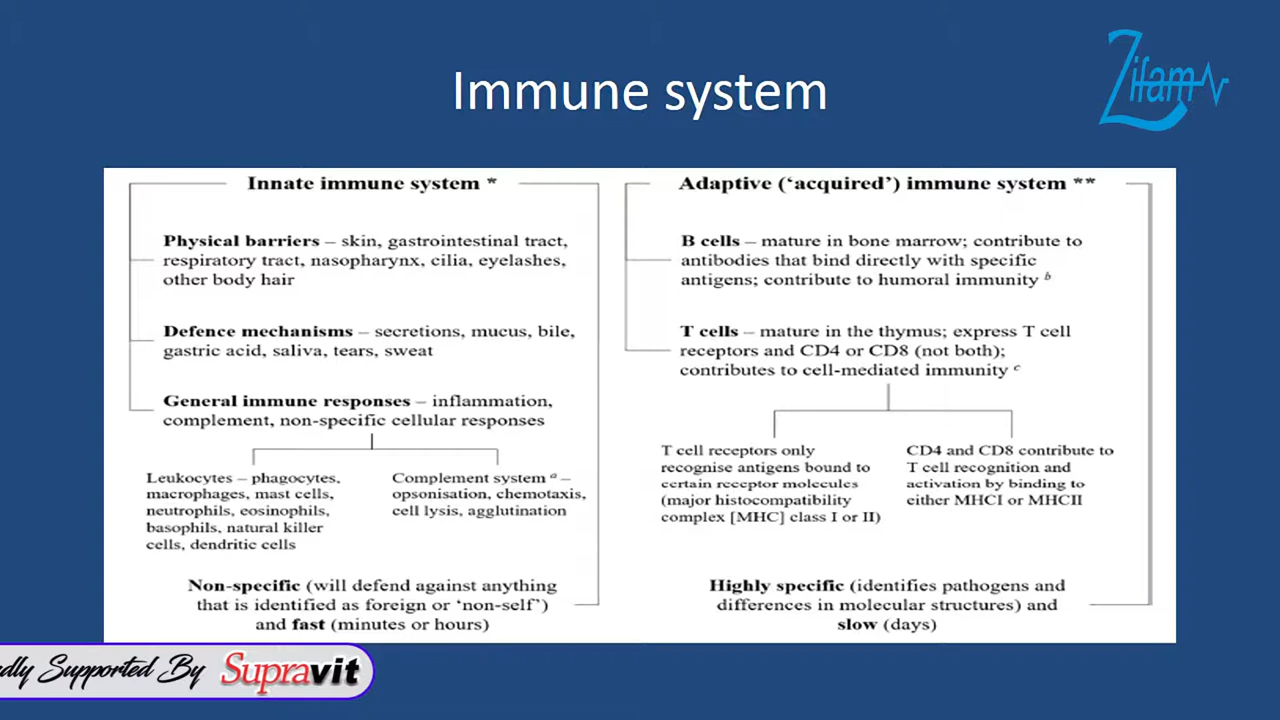 Zifam
Immune system
Innate immune system *
Physical barriers – skin, gastrointestinal tract,
respiratory tract, nasopharynx, cilia, eyelashes,
other body hair
Defence mechanisms – secretions, mucus, bile,
gastric acid, saliva, tears, sweat
General immune responses – inflammation,
complement, non-specific cellular responses
Leukocytes – phagocytes,
macrophages, mast cells,
neutrophils, eosinophils,
basophils, natural killer
cells, dendritic cells
Complement system a –
opsonisation, chemotaxis,
cell lysis, agglutination
Non-specific (will defend against anything
that is identified as foreign or ‘non-self’)
and fast (minutes or hours)
Adaptive (‘acquired’) immune system **
B cells – mature in bone marrow; contribute to
antibodies that bind directly with specific
antigens; contribute to humoral immunity b
T cells – mature in the thymus; express T cell
receptors and CD4 or CD8 (not both);
contributes to cell-mediated immunity c
T cell receptors only
recognise antigens bound to
certain receptor molecules
(major histocompatibility
complex [MHC] class I or II)
CD4 and CD8 contribute to
T cell recognition and
activation by binding to
either MHCI or MHCII
Highly specific (identifies pathogens and
differences in molecular structures) and
slow (days)
dly Supported By Supravit